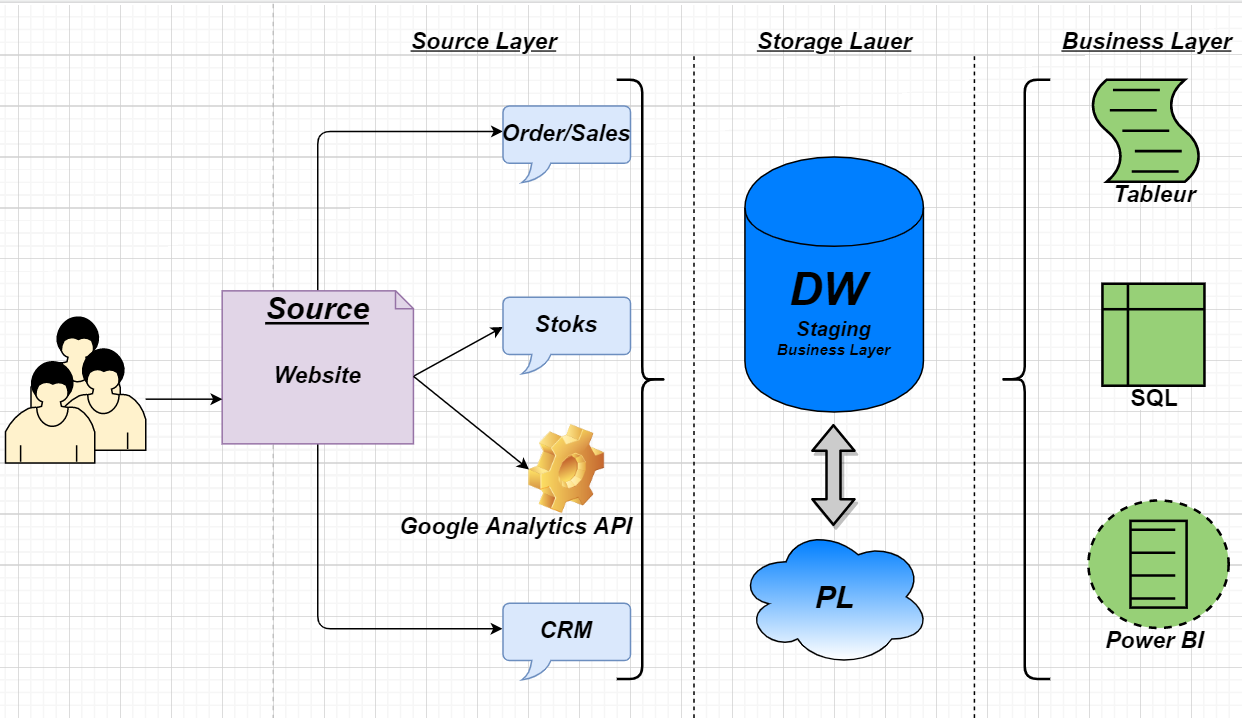 Source Layer
Storage Lauer
Business Layer
Order/Sales
Tableur
Source
Website
Stoks
DW
Staging
Business Layer
SQL
Google Analytics API
PL
CRM
Power BI